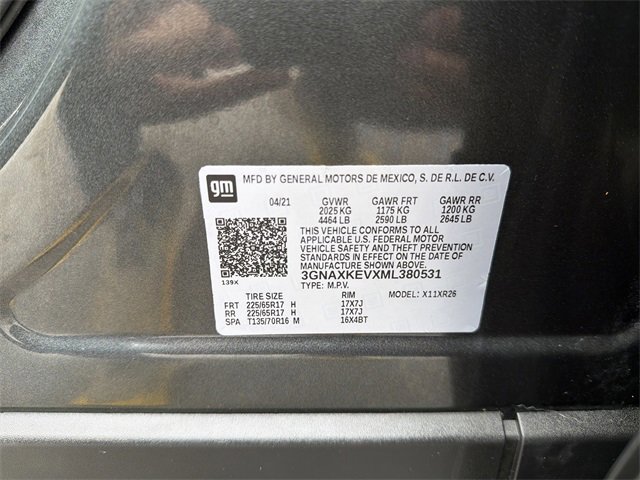 gm MFD BY GENERAL MOTORS DE MEXICO, S. DE R.L. DE C.V.
04/21 GVWR GAWR FRT GAWR RR
2025 KG 1175 KG 1200 KG
4464 LB 2590 LB 2645 LB
THIS VEHICLE CONFORMS TO ALL
APPLICABLE U.S. FEDERAL MOTOR
VEHICLE SAFETY AND THEFT PREVENTION
STANDARDS IN EFFECT ON THE DATE OF
MANUFACTURE SHOWN ABOVE.
3GNAXKEVXML380531
139X TYPE: M.P.V. MODEL: X11XR26
TIRE SIZE RIM
FRT 225/65R17 H 17X7J
RR 225/65R17 H 17X7J
SPA T135/70R16 M 16X4BT